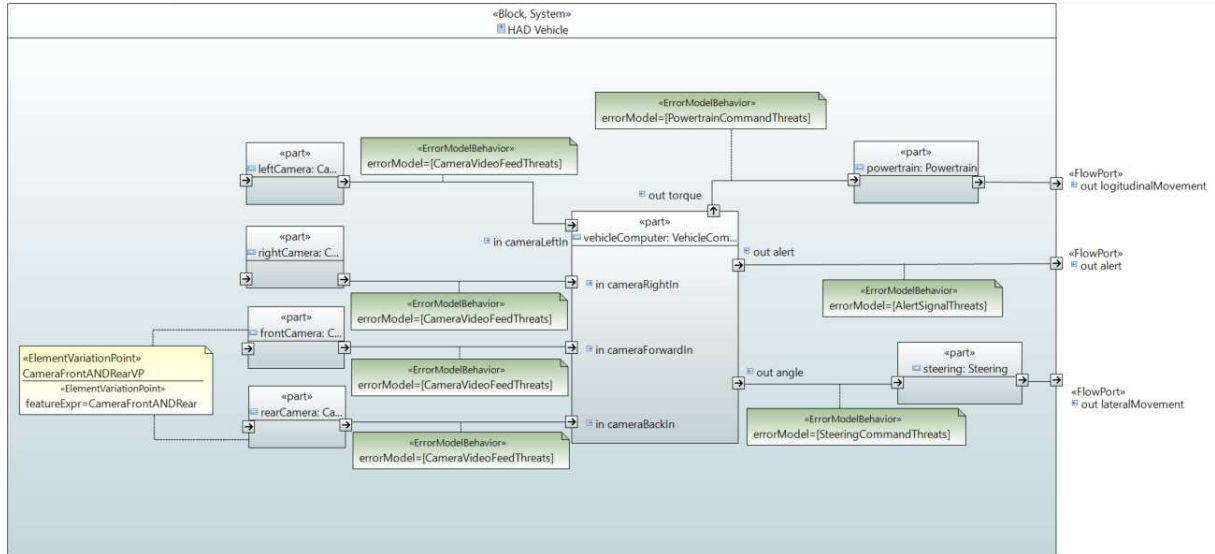 «Block, System»
HAD Vehicle
«ErrorModelBehavior»
errorModel=[PowertrainCommandThreats]
«ErrorModelBehavior»
errorModel=[CameraVideoFeedThreats]
«part»
leftCamera: Ca...
«part»
powertrain: Powertrain
«FlowPort»
out logitudinalMovement
out torque
«part»
vehicleComputer: VehicleCom...
in cameraLeftIn
«part»
rightCamera: C...
out alert
«FlowPort»
out alert
in cameraRightIn
«ErrorModelBehavior»
errorModel=[CameraVideoFeedThreats]
«ErrorModelBehavior»
errorModel=[AlertSignalThreats]
«part»
frontCamera: C...
in cameraForwardIn
«ElementVariationPoint»
CameraFrontANDRearVP
«ElementVariationPoint»
featureExpr=CameraFrontANDRear
«ErrorModelBehavior»
errorModel=[CameraVideoFeedThreats]
«part»
steering: Steering
out angle
«FlowPort»
out lateralMovement
«part»
rearCamera: Ca...
in cameraBackIn
«ErrorModelBehavior»
errorModel=[SteeringCommandThreats]
«ErrorModelBehavior»
errorModel=[CameraVideoFeedThreats]